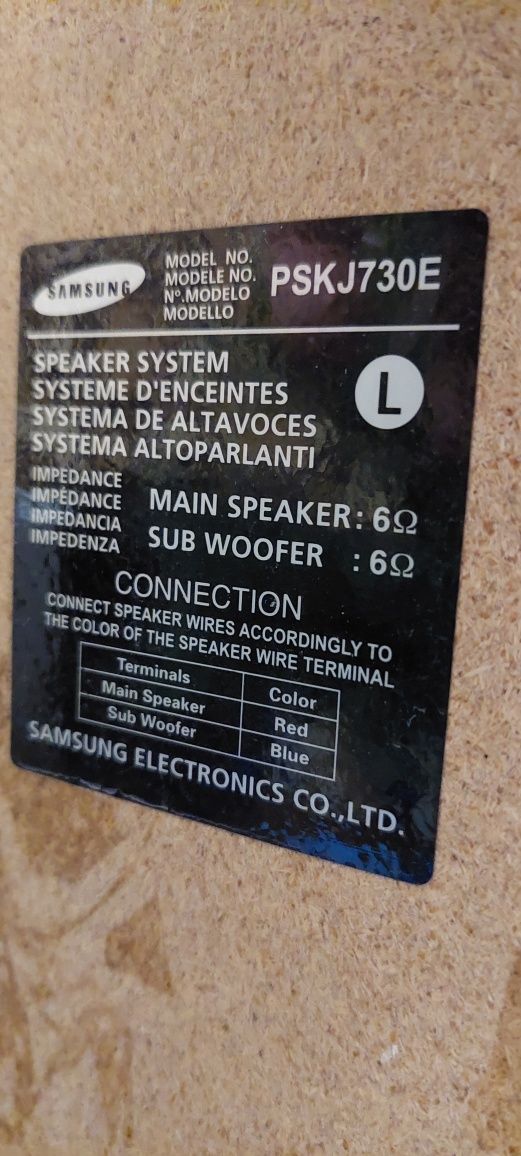 SAMSUNG
MODEL NO.
MODELE NO.
Nº.MODELO
MODELLO
PSKJ730E
SPEAKER SYSTEM
SYSTEME D'ENCEINTES
SYSTEMA DE ALTAVOCES
SYSTEMA ALTOPARLANTI
L
IMPEDANCE
IMPÉDANCE
IMPEDANCIA
IMPEDENZA
MAIN SPEAKER : 6Ω
SUB WOOFER : 6Ω
CONNECTION
CONNECT SPEAKER WIRES ACCORDINGLY TO
THE COLOR OF THE SPEAKER WIRE TERMINAL
Terminals Color
Main Speaker Red
Sub Woofer Blue
SAMSUNG ELECTRONICS CO.,LTD.